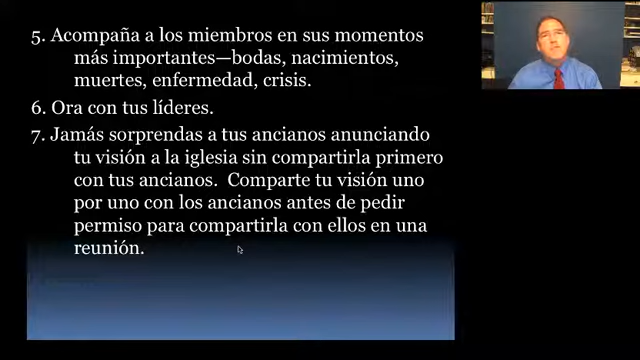 5. Acompaña a los miembros en sus momentos
más importantes—bodas, nacimientos,
muertes, enfermedad, crisis.
6. Ora con tus líderes.
7. Jamás sorprendas a tus ancianos anunciando
tu visión a la iglesia sin compartirla primero
con tus ancianos.  Comparte tu visión uno
por uno con los ancianos antes de pedir
permiso para compartirla con ellos en una
reunión.